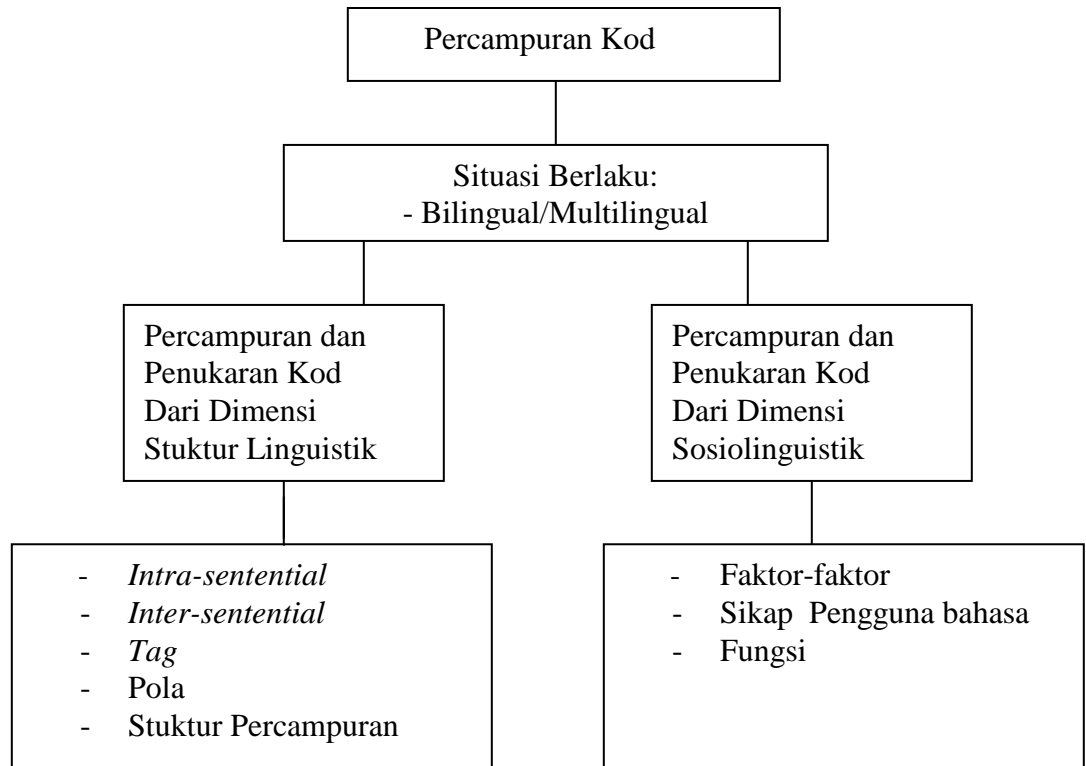 Percampuran Kod
Situasi Berlaku:
- Bilingual/Multilingual
Percampuran dan
Penukaran Kod
Dari Dimensi
Stuktur Linguistik
Percampuran dan
Penukaran Kod
Dari Dimensi
Sosiolinguistik
- Intra-sentential
- Inter-sentential
- Tag
- Pola
- Stuktur Percampuran
- Faktor-faktor
- Sikap Pengguna bahasa
- Fungsi